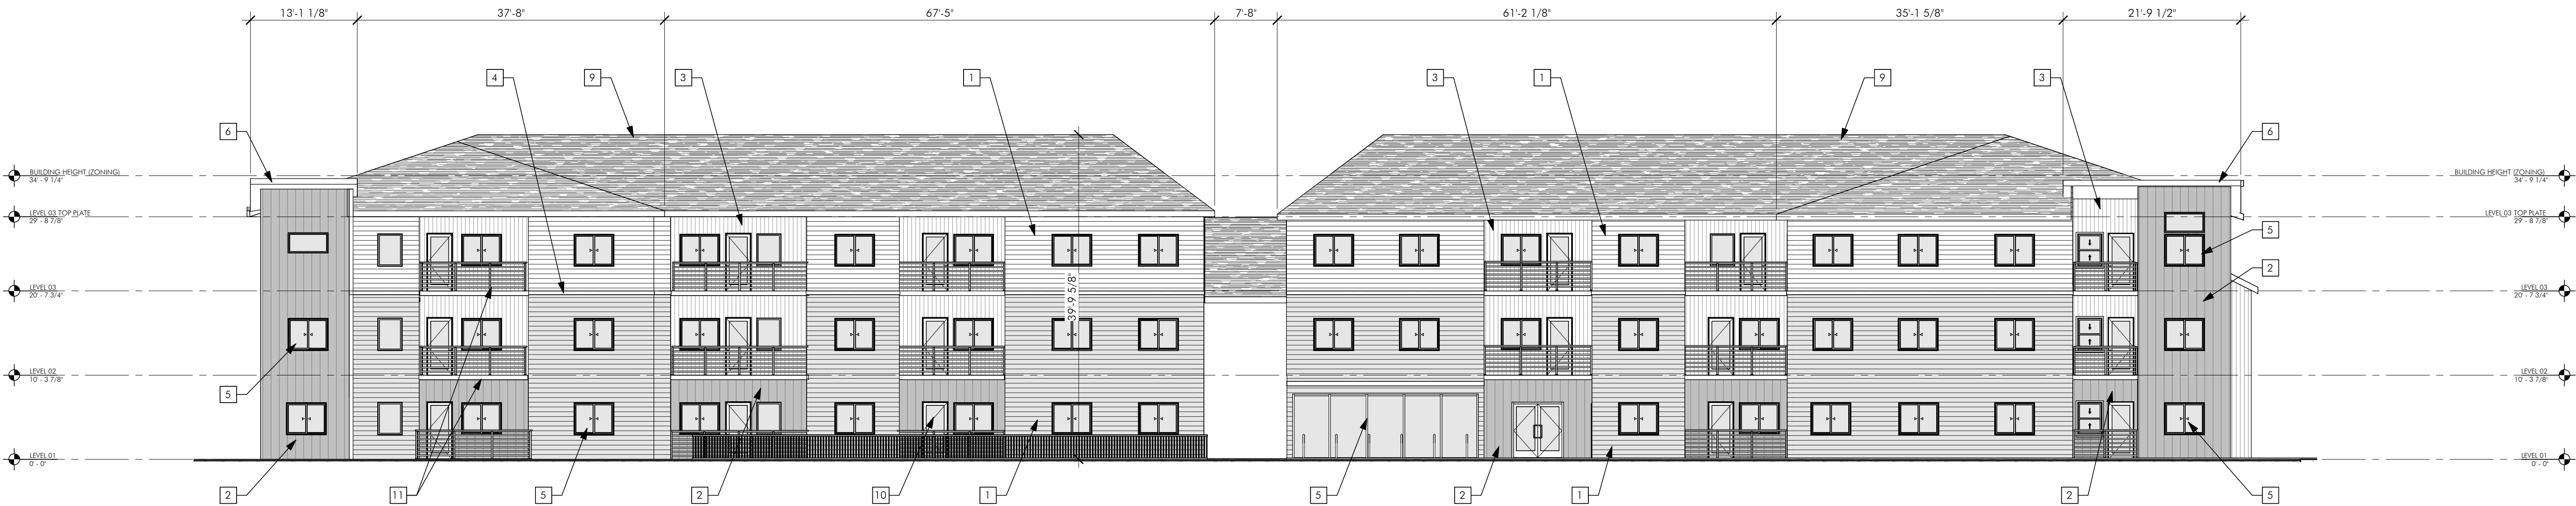 13'-1 1/8" 37'-8" 67'-5" 7'-8" 61'-2 1/8" 35'-1 5/8" 21'-9 1/2"
4 9 3 1 3 1 9 3
6 6
BUILDING HEIGHT (ZONING) BUILDING HEIGHT (ZONING)
34' - 9 1/4" 34' - 9 1/4"
LEVEL 03 TOP PLATE LEVEL 03 TOP PLATE
29' - 8 7/8" 29' - 8 7/8"
5
2
LEVEL 03 LEVEL 03
20' - 7 3/4" 20' - 7 3/4"
39'-9 5/8"
LEVEL 02 LEVEL 02
10' - 3 7/8" 10' - 3 7/8"
5
LEVEL 01 LEVEL 01
0' - 0" 0' - 0"
2 11 5 2 10 1 5 2 1 2 5